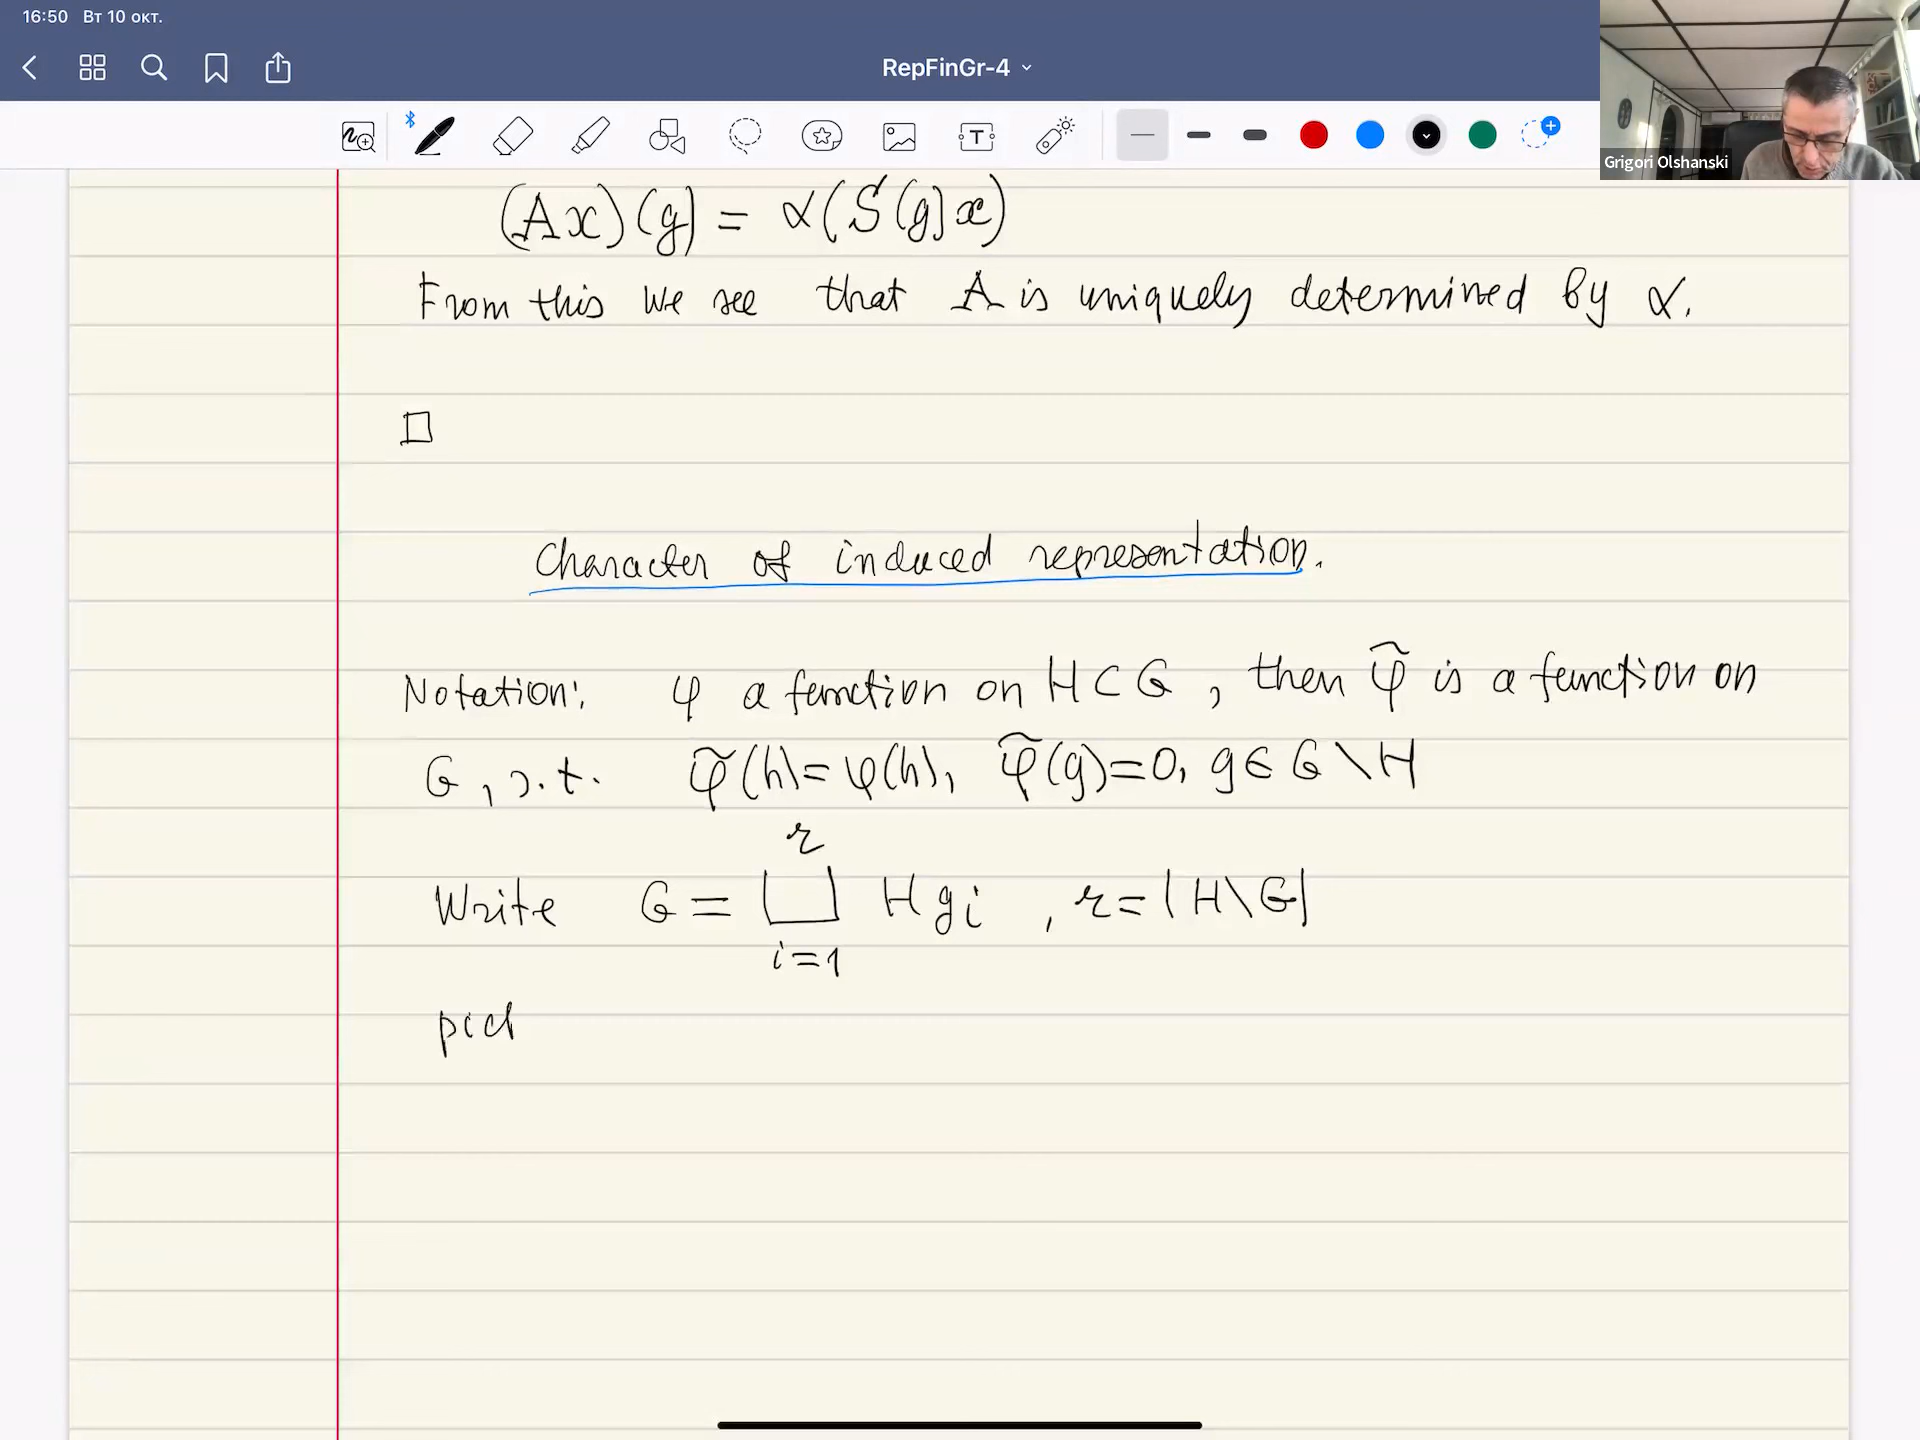 16:50 Вт 10 окт.
RepFinGr-4
Grigori Olshanski
(Ax)(g) = α(S(g)x)
From this we see that A is uniquely determined by α.
□
Character of induced representation.
Notation: φ a function on H ⊂ G, then φ̃ is a function on
G, s.t. φ̃(h)=φ(h), φ̃(g)=0, g∈G∖H
r
Write G = ⊔ Hgi , r=|H\G|
i=1